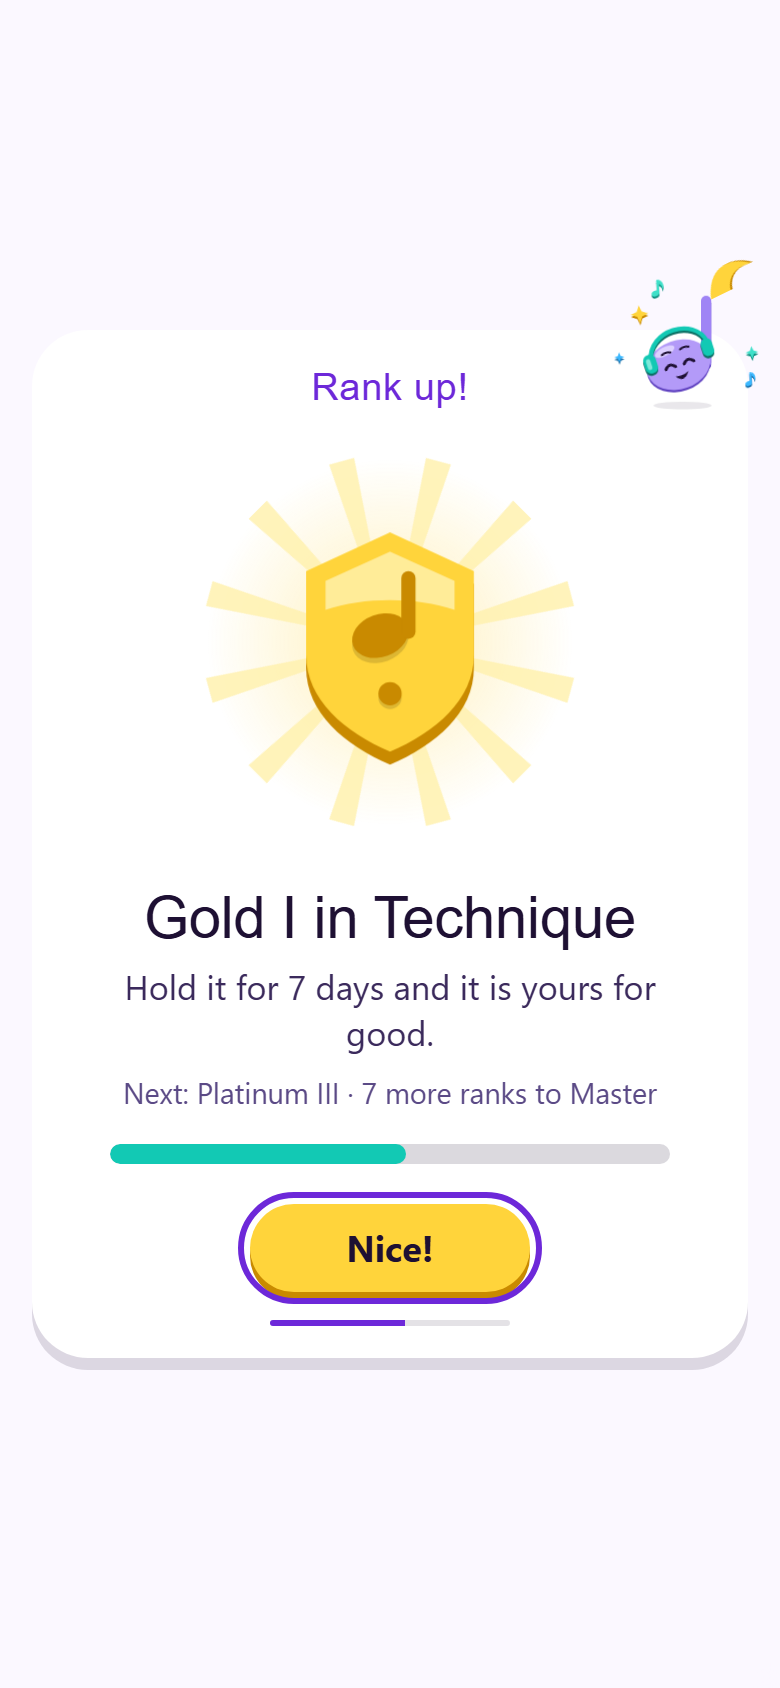 Rank up!
Gold I in Technique
Hold it for 7 days and it is yours for
good.
Next: Platinum III · 7 more ranks to Master
Nice!